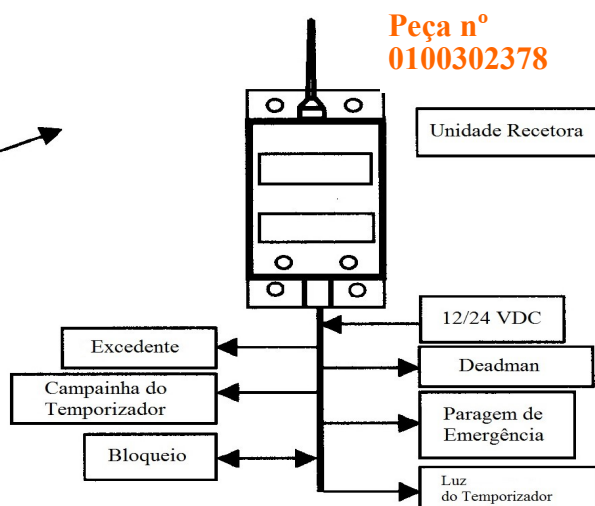 Peça nº
0100302378
Unidade Recetora
12/24 VDC
Excedente
Deadman
Campainha do
Temporizador
Paragem de
Emergência
Bloqueio
Luz
do Temporizador